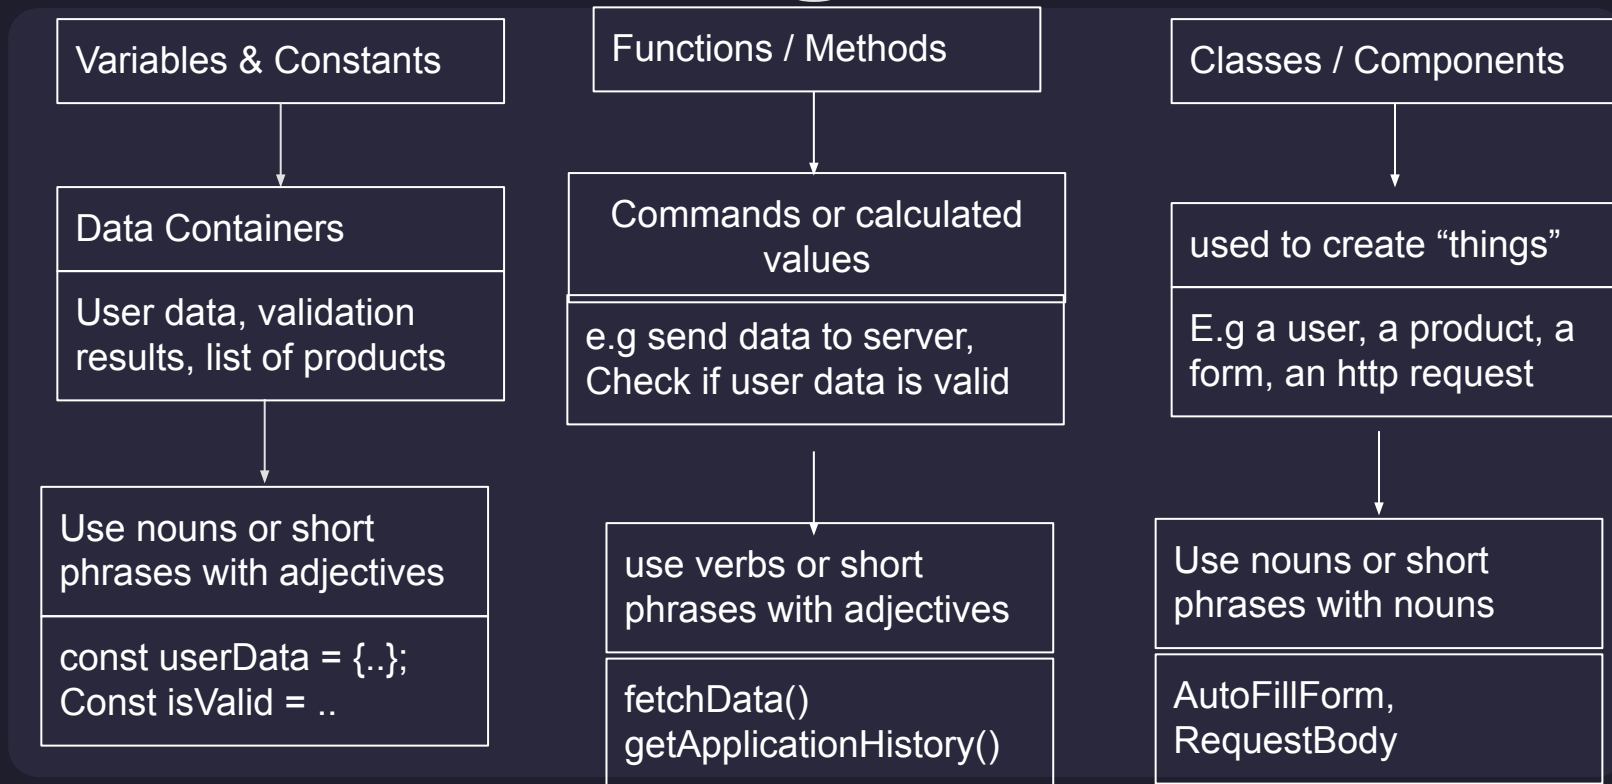 Variables & Constants
Data Containers
User data, validation
results, list of products
Use nouns or short
phrases with adjectives
const userData = {..};
Const isValid = ..
Functions / Methods
Commands or calculated
values
e.g send data to server,
Check if user data is valid
use verbs or short
phrases with adjectives
fetchData()
getApplicationHistory()
Classes / Components
used to create “things”
E.g a user, a product, a
form, an http request
Use nouns or short
phrases with nouns
AutoFillForm,
RequestBody